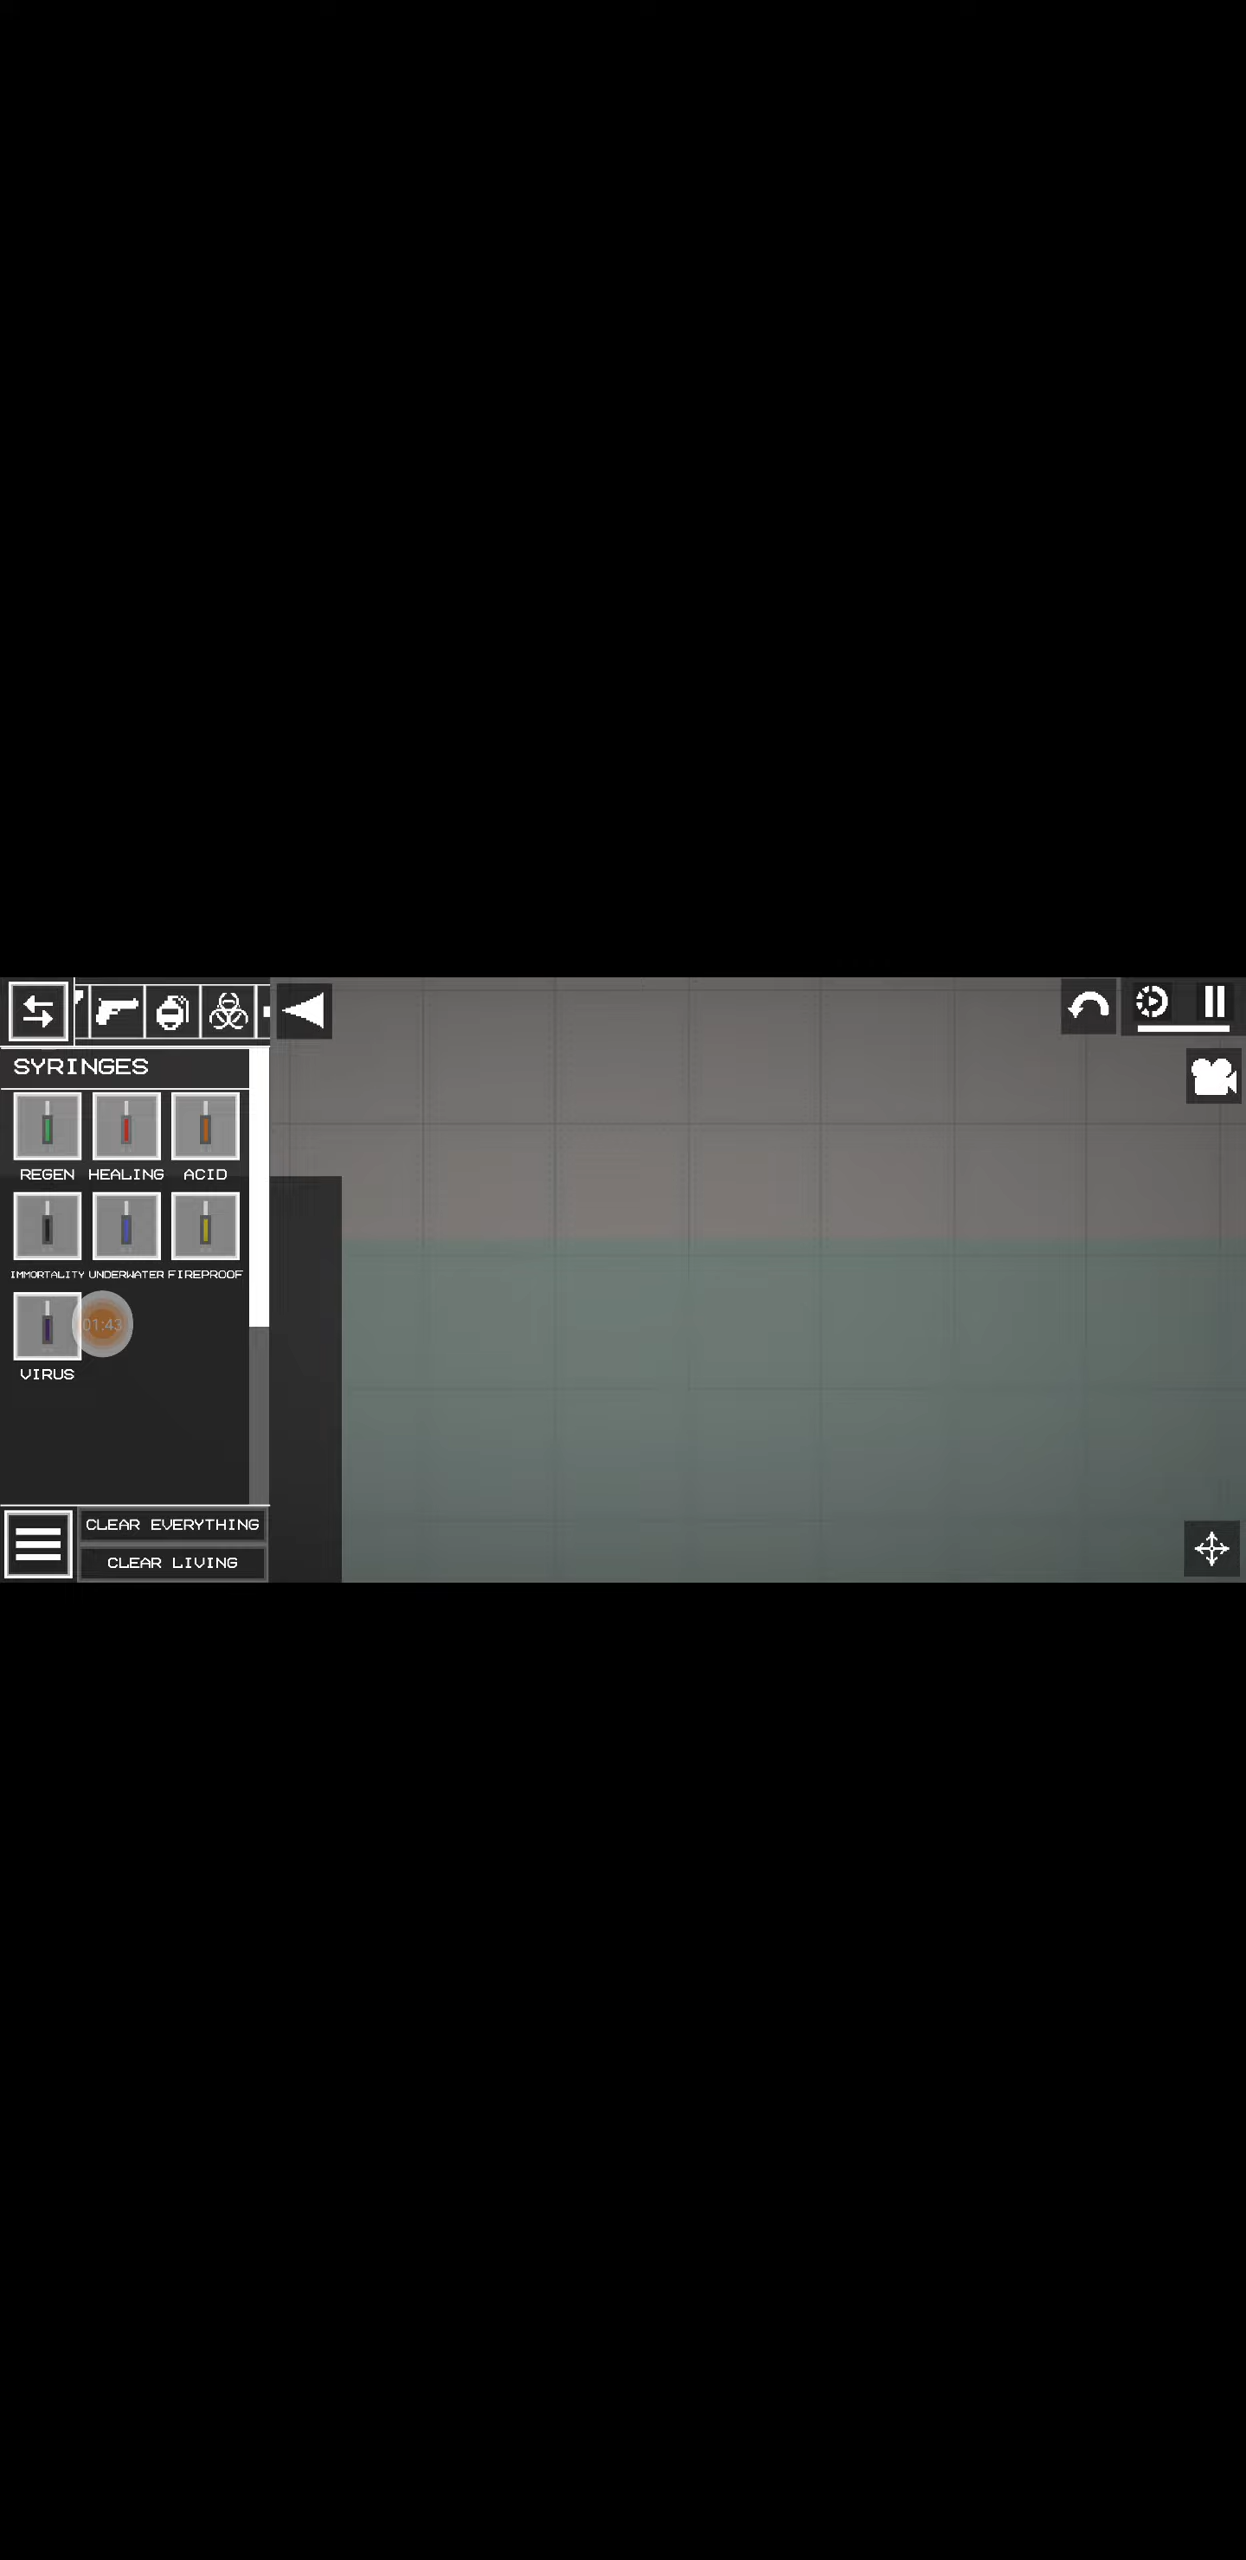 SYRINGES
REGEN HEALING ACID
IMMORTALITY UNDERWATER FIREPROOF
01:43
VIRUS
CLEAR EVERYTHING
CLEAR LIVING